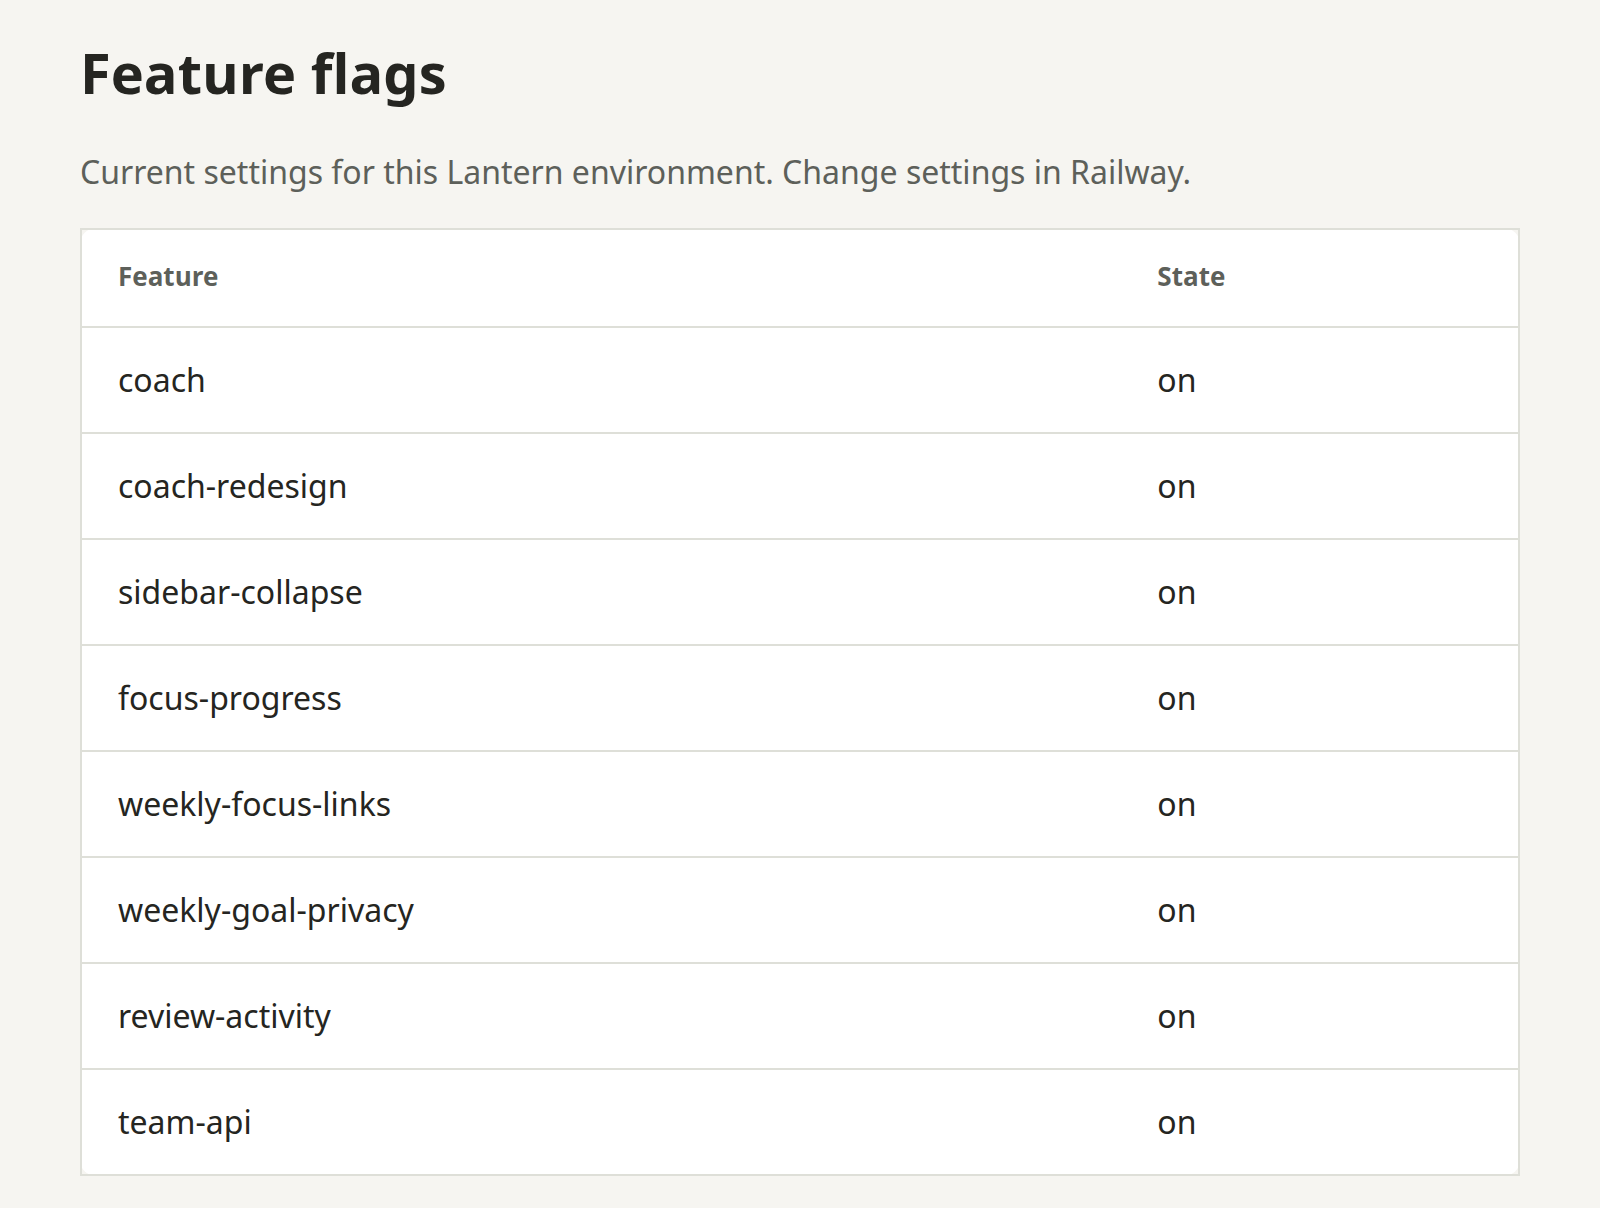 Feature flags
Current settings for this Lantern environment. Change settings in Railway.
Feature State
coach on
coach-redesign on
sidebar-collapse on
focus-progress on
weekly-focus-links on
weekly-goal-privacy on
review-activity on
team-api on